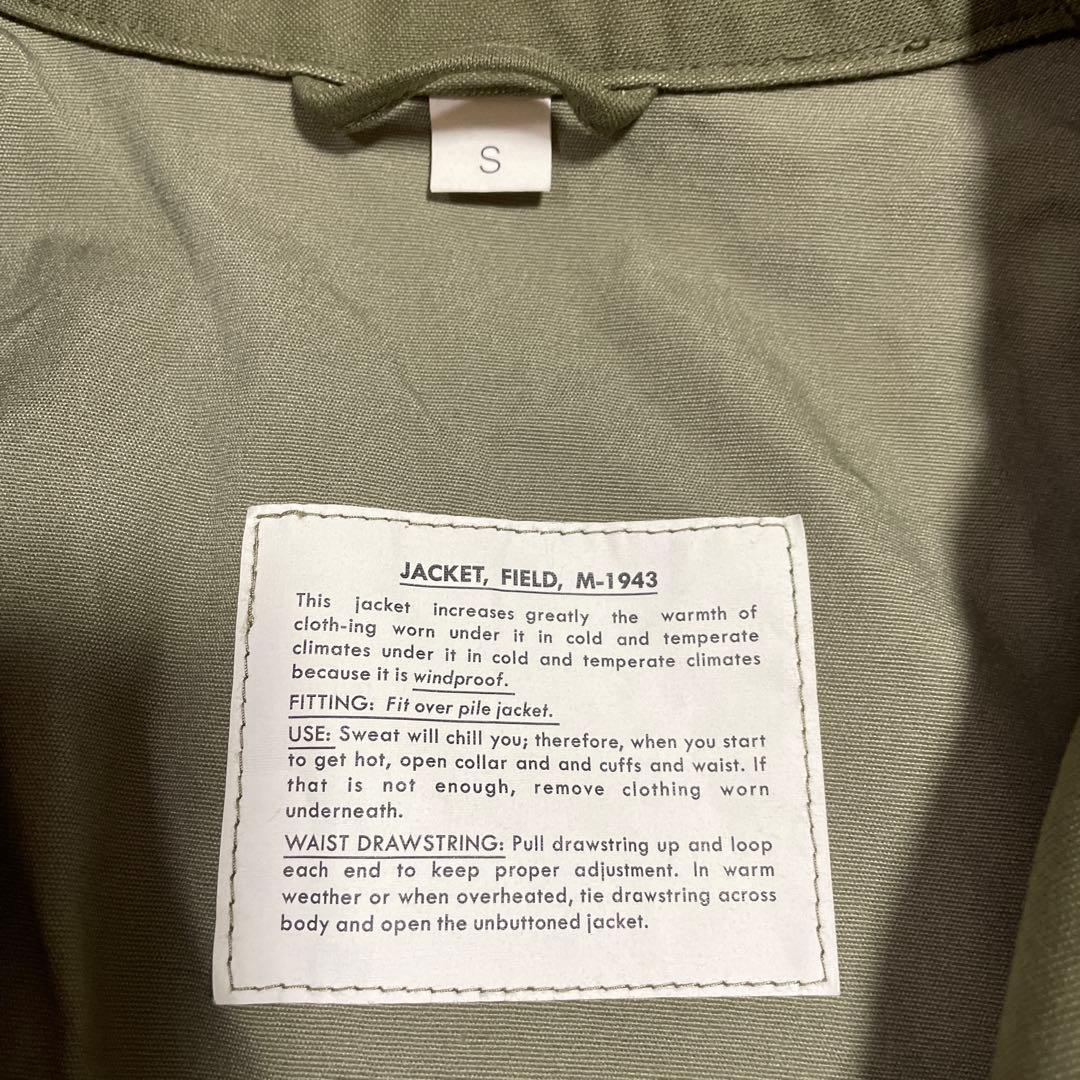 S
JACKET, FIELD, M-1943
This jacket increases greatly the warmth of
cloth-ing worn under it in cold and temperate
climates under it in cold and temperate climates
because it is windproof.
FITTING: Fit over pile jacket.
USE: Sweat will chill you; therefore, when you start
to get hot, open collar and and cuffs and waist. If
that is not enough, remove clothing worn
underneath.
WAIST DRAWSTRING: Pull drawstring up and loop
each end to keep proper adjustment. In warm
weather or when overheated, tie drawstring across
body and open the unbuttoned jacket.